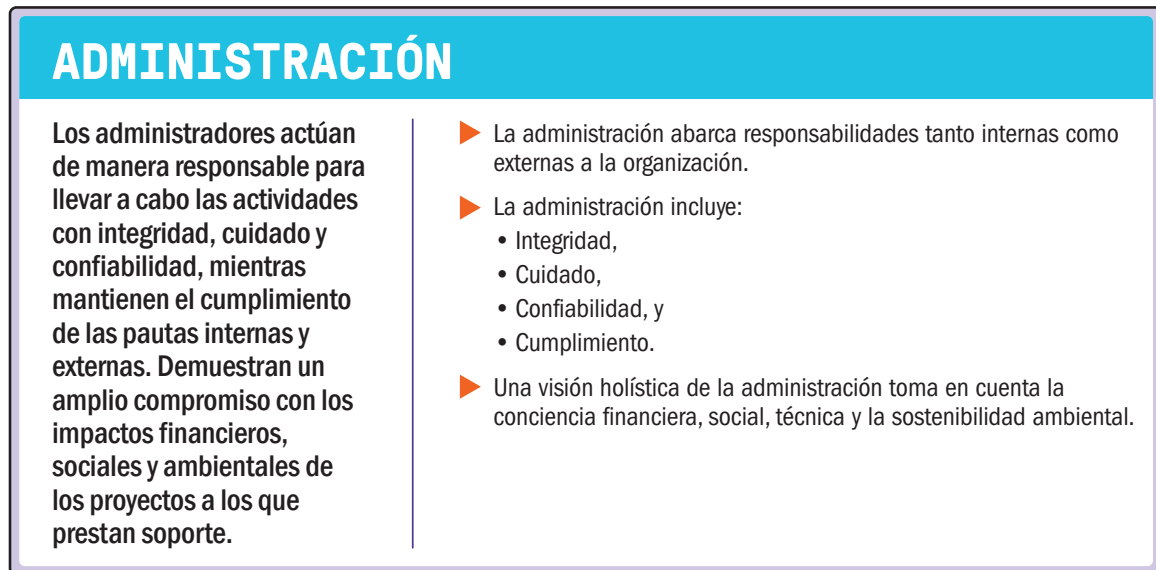 ADMINISTRACIÓN
Los administradores actúan
de manera responsable para
llevar a cabo las actividades
con integridad, cuidado y
confiabilidad, mientras
mantienen el cumplimiento
de las pautas internas y
externas. Demuestran un
amplio compromiso con los
impactos financieros,
sociales y ambientales de
los proyectos a los que
prestan soporte.
La administración abarca responsabilidades tanto internas como
externas a la organización.
La administración incluye:
• Integridad,
• Cuidado,
• Confiabilidad, y
• Cumplimiento.
Una visión holística de la administración toma en cuenta la
conciencia financiera, social, técnica y la sostenibilidad ambiental.